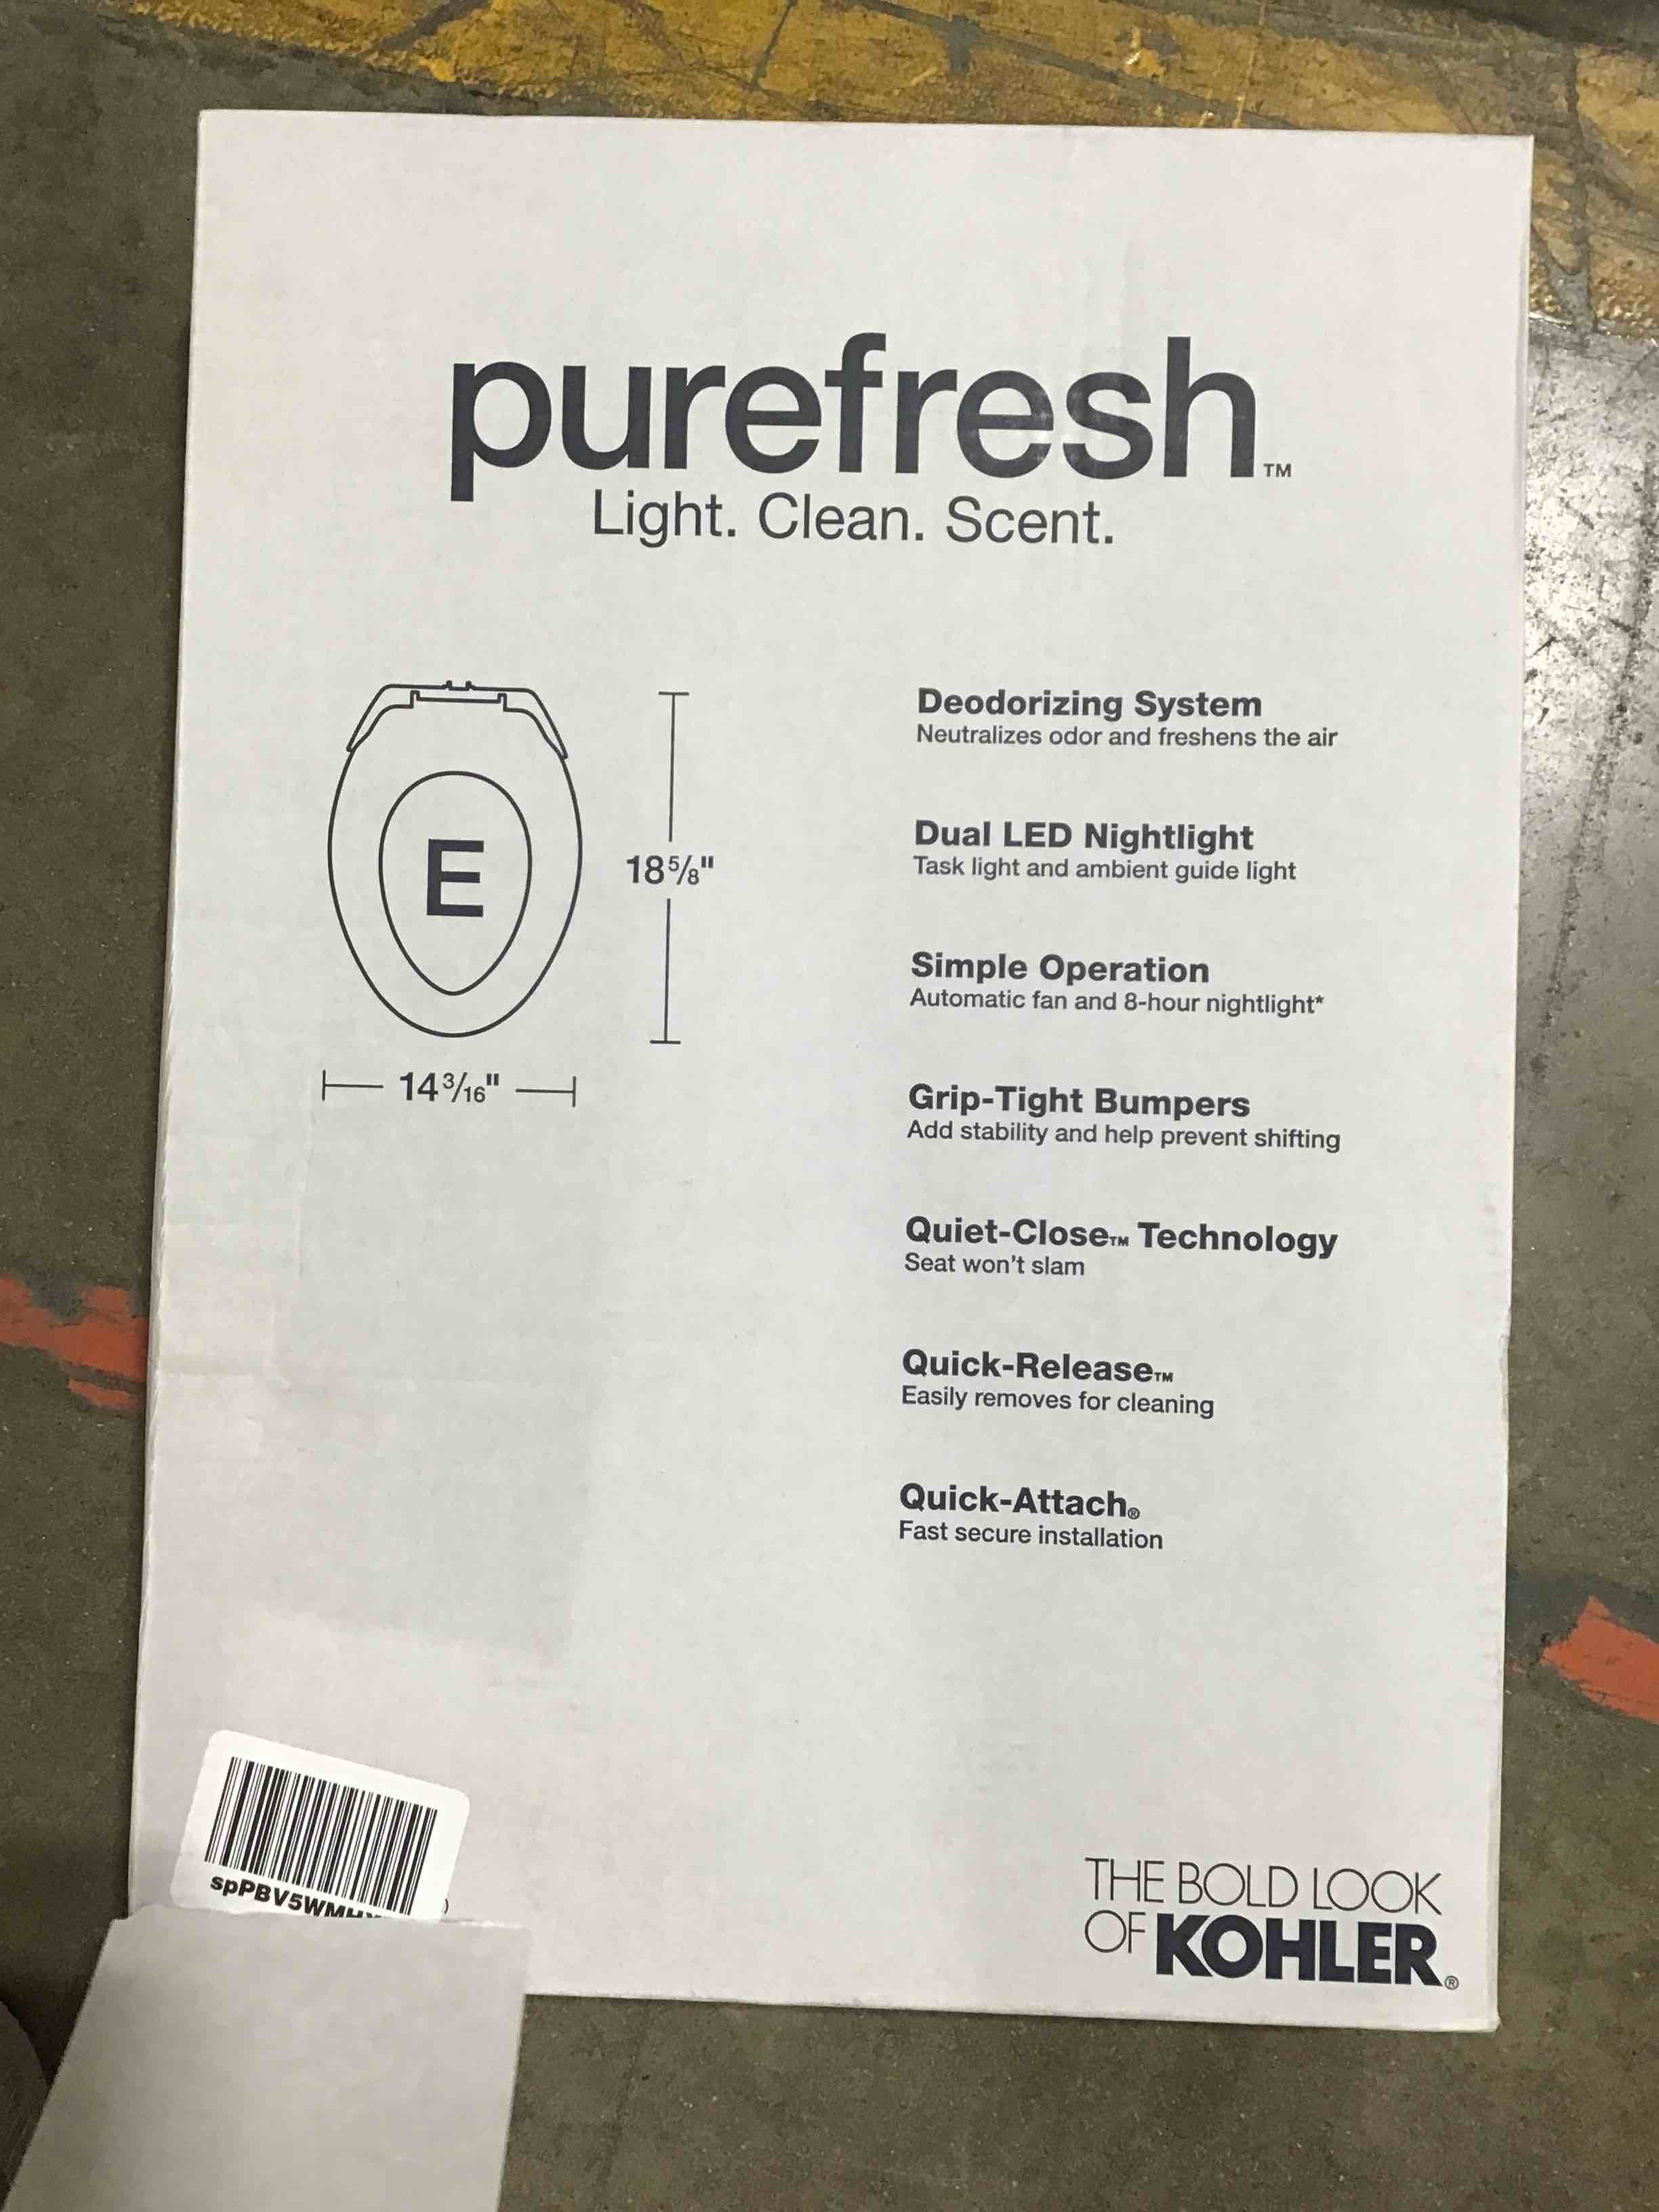 purefresh™
Light. Clean. Scent.
E
18⅝"
14 3/16"
Deodorizing System
Neutralizes odor and freshens the air
Dual LED Nightlight
Task light and ambient guide light
Simple Operation
Automatic fan and 8-hour nightlight*
Grip-Tight Bumpers
Add stability and help prevent shifting
Quiet-Close™ Technology
Seat won't slam
Quick-Release™
Easily removes for cleaning
Quick-Attach®
Fast secure installation
THE BOLD LOOK
OF KOHLER®